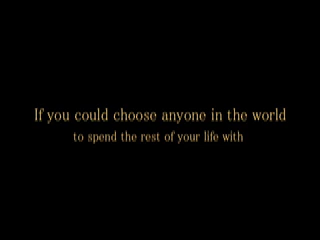 If you could choose anyone in the world
to spend the rest of your life with